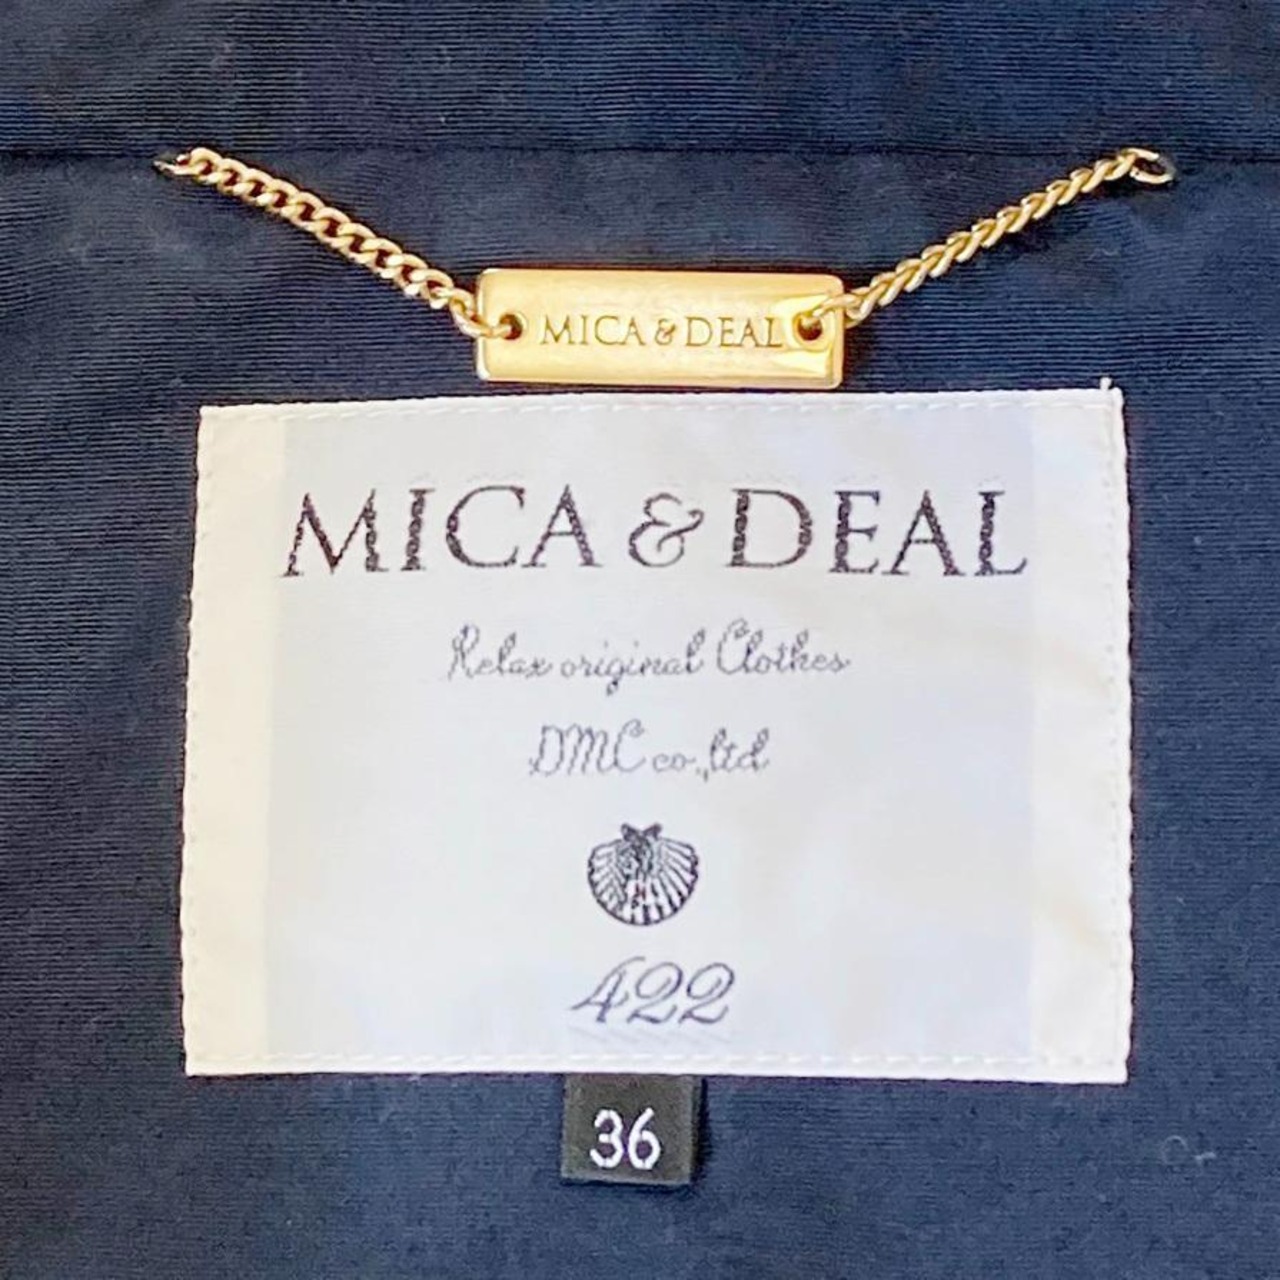 MICA & DEAL
MICA & DEAL
Relax original Clothes
DMC co.,ltd
422
36